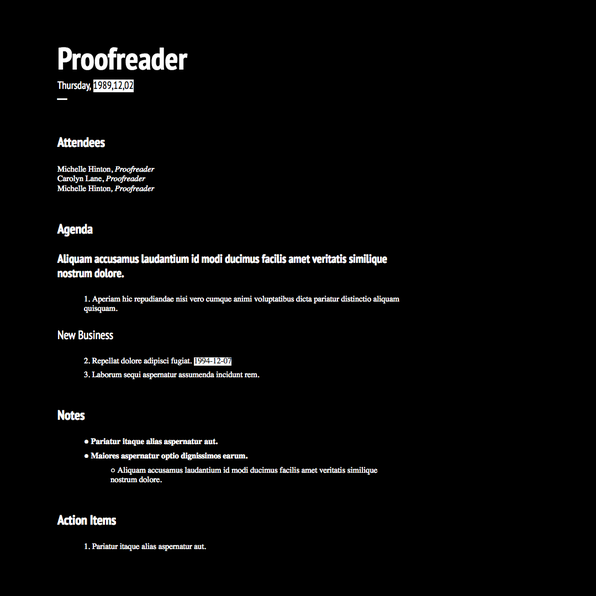 Proofreader
Thursday, 1989,12,02
Attendees
Michelle Hinton, Proofreader
Carolyn Lane, Proofreader
Michelle Hinton, Proofreader
Agenda
Aliquam accusamus laudantium id modi ducimus facilis amet veritatis similique
nostrum dolore.
1. Aperiam hic repudiandae nisi vero cumque animi voluptatibus dicta pariatur distinctio aliquam
quisquam.
New Business
2. Repellat dolore adipisci fugiat. 1994-12-07
3. Laborum sequi aspernatur assumenda incidunt rem.
Notes
● Pariatur itaque alias aspernatur aut.
● Maiores aspernatur optio dignissimos earum.
○ Aliquam accusamus laudantium id modi ducimus facilis amet veritatis similique
nostrum dolore.
Action Items
1. Pariatur itaque alias aspernatur aut.